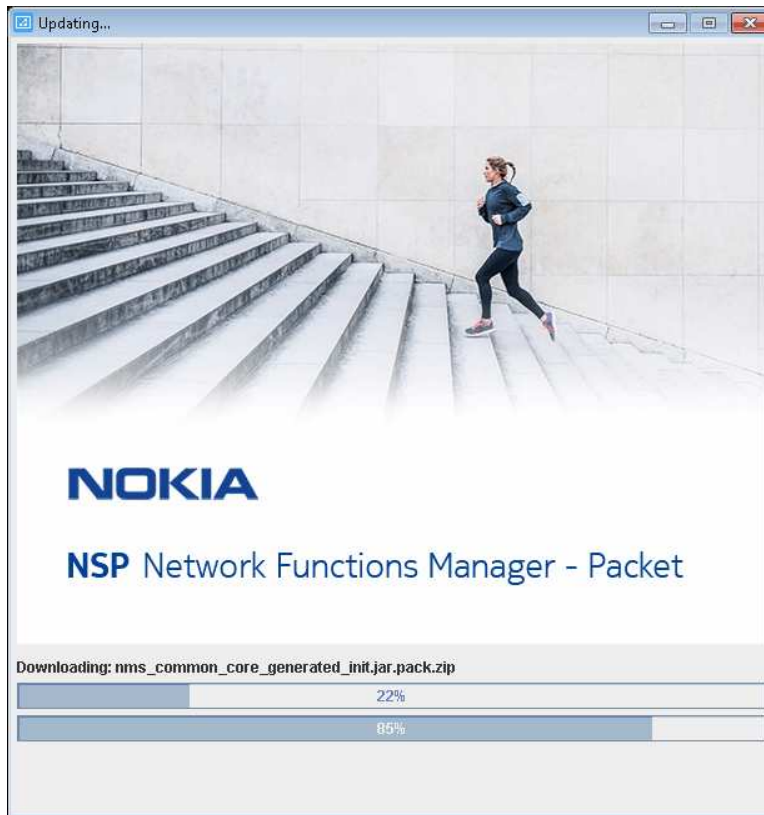 Updating...
NOKIA
NSP Network Functions Manager - Packet
Downloading: nms_common_core_generated_init.jar.pack.zip
22%
85%